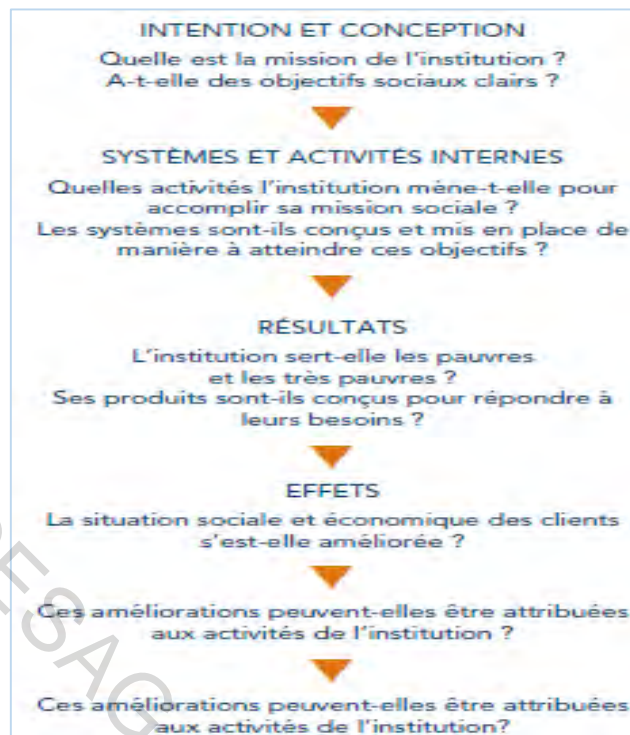 INTENTION ET CONCEPTION
Quelle est la mission de l'institution ?
A-t-elle des objectifs sociaux clairs ?
SYSTÈMES ET ACTIVITÉS INTERNES
Quelles activités l'institution mène-t-elle pour
accomplir sa mission sociale ?
Les systèmes sont-ils conçus et mis en place de
manière à atteindre ces objectifs ?
RÉSULTATS
L'institution sert-elle les pauvres
et les très pauvres ?
Ses produits sont-ils conçus pour répondre à
leurs besoins ?
EFFETS
La situation sociale et économique des clients
s'est-elle améliorée ?
Ces améliorations peuvent-elles être attribuées
aux activités de l'institution ?
Ces améliorations peuvent-elles être attribuées
aux activités de l'institution?